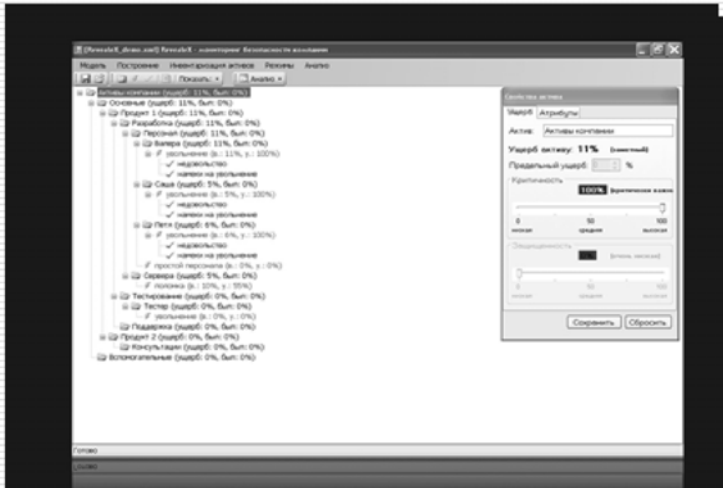 [RevealeX_demo.xml] RevealeX - мониторинг безопасности компании
Модель Построение Инвентаризация активов Режимы Анализ
Показать: Анализ
Активы компании (ущерб: 11%, был: 0%)
Основные (ущерб: 11%, был: 0%)
Продукт 1 (ущерб: 11%, был: 0%)
Разработка (ущерб: 11%, был: 0%)
Персонал (ущерб: 11%, был: 0%)
Валера (ущерб: 11%, был: 0%)
увольнение (в.: 11%, у.: 100%)
недовольство
намеки на увольнение
Саша (ущерб: 5%, был: 0%)
увольнение (в.: 5%, у.: 100%)
недовольство
намеки на увольнение
Петя (ущерб: 6%, был: 0%)
увольнение (в.: 6%, у.: 100%)
недовольство
намеки на увольнение
простой персонала (в.: 0%, у.: 0%)
Сервера (ущерб: 5%, был: 0%)
поломка (в.: 10%, у.: 55%)
Тестирование (ущерб: 0%, был: 0%)
Тестер (ущерб: 0%, был: 0%)
увольнение (в.: 0%, у.: 0%)
Поддержка (ущерб: 0%, был: 0%)
Продукт 2 (ущерб: 0%, был: 0%)
Консультации (ущерб: 0%, был: 0%)
Вспомогательные (ущерб: 0%, был: 0%)
Свойства актива
Ущерб Атрибуты
Актив: Активы компании
Ущерб активу: 11% (заметный)
Предельный ущерб: %
Критичность
100% (критически важно
0 50 100
низкая средняя высокая
Защищенность
(очень низкая)
0 50 100
низкая средняя высокая
Сохранить Сбросить
Готово